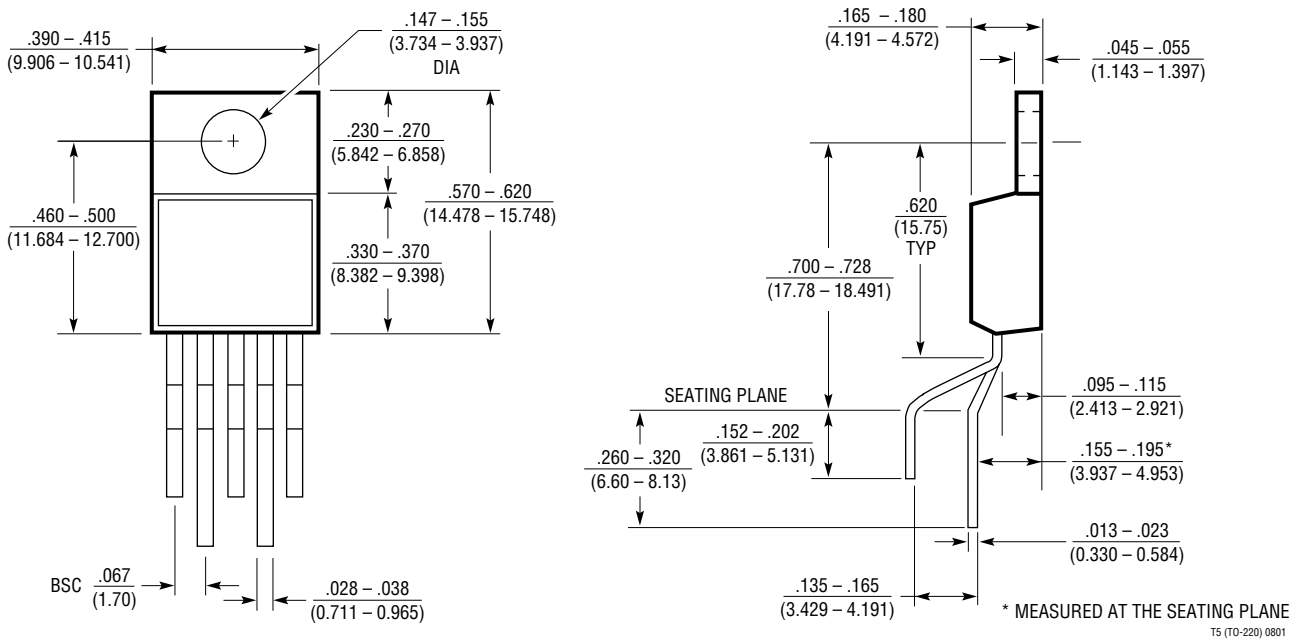 .390 – .415
(9.906 – 10.541)
.147 – .155
(3.734 – 3.937)
DIA
.230 – .270
(5.842 – 6.858)
.570 – .620
(14.478 – 15.748)
.460 – .500
(11.684 – 12.700)
.330 – .370
(8.382 – 9.398)
BSC
.067
(1.70)
.028 – .038
(0.711 – 0.965)
.165 – .180
(4.191 – 4.572)
.045 – .055
(1.143 – 1.397)
.620
(15.75)
TYP
.700 – .728
(17.78 – 18.491)
SEATING PLANE
.095 – .115
(2.413 – 2.921)
.152 – .202
(3.861 – 5.131)
.260 – .320
(6.60 – 8.13)
.155 – .195*
(3.937 – 4.953)
.013 – .023
(0.330 – 0.584)
.135 – .165
(3.429 – 4.191)
* MEASURED AT THE SEATING PLANE
T5 (TO-220) 0801